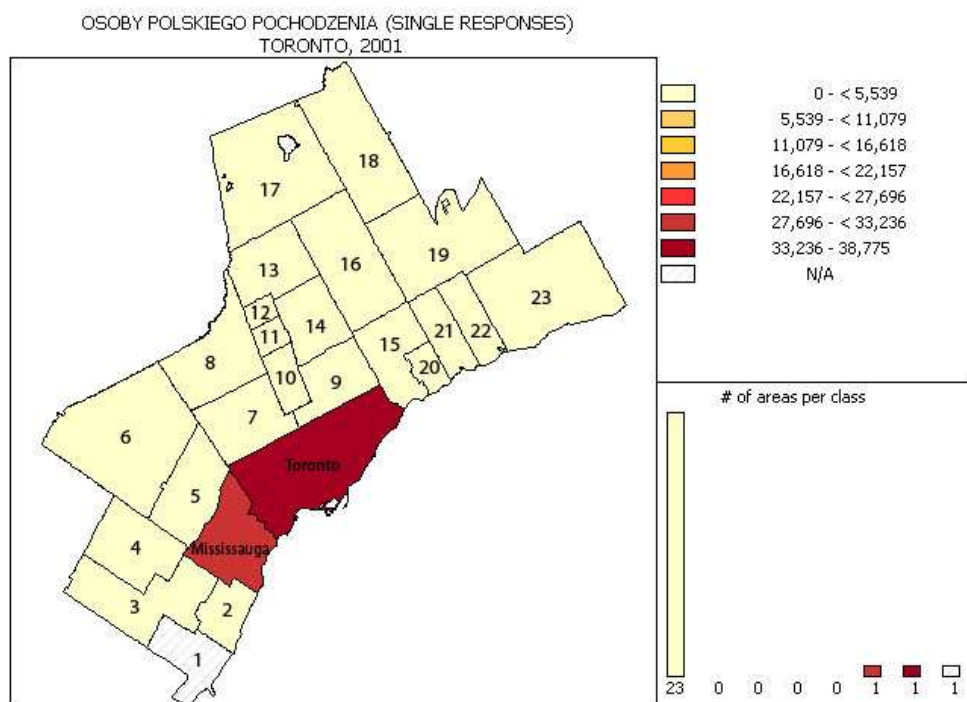 OSOBY POLSKIEGO POCHODZENIA (SINGLE RESPONSES)
TORONTO, 2001
0 - < 5,539
5,539 - < 11,079
11,079 - < 16,618
16,618 - < 22,157
22,157 - < 27,696
27,696 - < 33,236
33,236 - 38,775
N/A
18
17
19
16
13
23
12
14
11
21
22
15
8
20
10
9
7
6
Toronto
5
4
Mississauga
3
2
1
# of areas per class
23 0 0 0 0 1 1 1